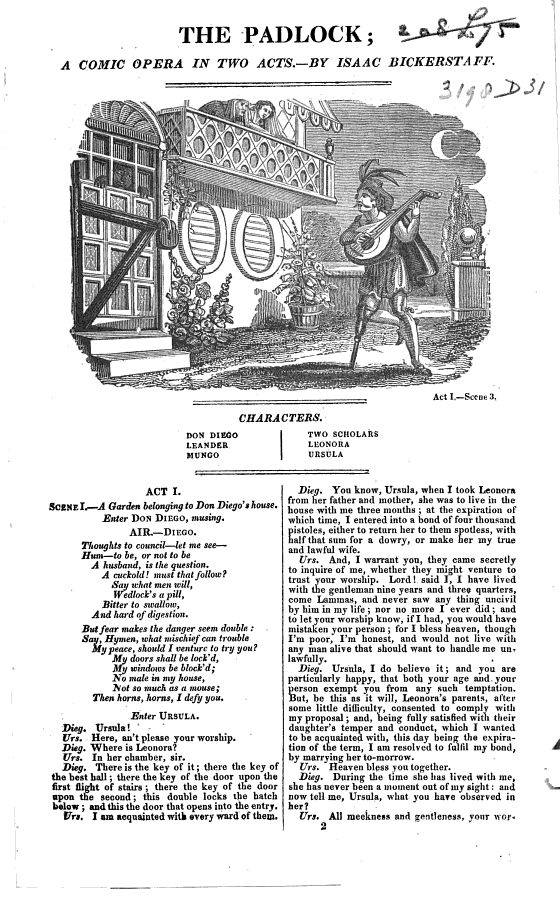 THE PADLOCK;
208 L 75
A COMIC OPERA IN TWO ACTS.—BY ISAAC BICKERSTAFF.
3198 D31
Act I.—Scene 3.
CHARACTERS.
DON DIEGO
LEANDER
MUNGO
TWO SCHOLARS
LEONORA
URSULA
ACT I.
SCENE I.—A Garden belonging to Don Diego's house.
Enter DON DIEGO, musing.
AIR.—DIEGO.
Thoughts to council—let me see—
Hum—to be, or not to be
A husband, is the question.
A cuckold! must that follow?
Say what men will,
Wedlock's a pill,
Bitter to swallow,
And hard of digestion.
But fear makes the danger seem double:
Say, Hymen, what mischief can trouble
My peace, should I venture to try you?
My doors shall be lock'd,
My windows be block'd;
No male in my house,
Not so much as a mouse;
Then horns, horns, I defy you.
Enter URSULA.
Dieg. Ursula!
Urs. Here, an't please your worship.
Dieg. Where is Leonora?
Urs. In her chamber, sir.
Dieg. There is the key of it; there the key of
the best hall; there the key of the door upon the
first flight of stairs; there the key of the door
upon the second; this double locks the hatch
below; and this the door that opens into the entry.
Urs. I am acquainted with every ward of them.
Dieg. You know, Ursula, when I took Leonora
from her father and mother, she was to live in the
house with me three months; at the expiration of
which time, I entered into a bond of four thousand
pistoles, either to return her to them spotless, with
half that sum for a dowry, or make her my true
and lawful wife.
Urs. And, I warrant you, they came secretly
to inquire of me, whether they might venture to
trust your worship. Lord! said I, I have lived
with the gentleman nine years and three quarters,
come Lammas, and never saw any thing uncivil
by him in my life; nor no more I ever did; and
to let your worship know, if I had, you would have
mistaken your person; for I bless heaven, though
I'm poor, I'm honest, and would not live with
any man alive that should want to handle me un-
lawfully.
Dieg. Ursula, I do believe it; and you are
particularly happy, that both your age and your
person exempt you from any such temptation.
But, be this as it will, Leonora's parents, after
some little difficulty, consented to comply with
my proposal; and, being fully satisfied with their
daughter's temper and conduct, which I wanted
to be acquainted with, this day being the expira-
tion of the term, I am resolved to fulfil my bond,
by marrying her to-morrow.
Urs. Heaven bless you together.
Dieg. During the time she has lived with me,
she has never been a moment out of my sight: and
now tell me, Ursula, what you have observed in
her?
Urs. All meekness and gentleness, your wor-
2